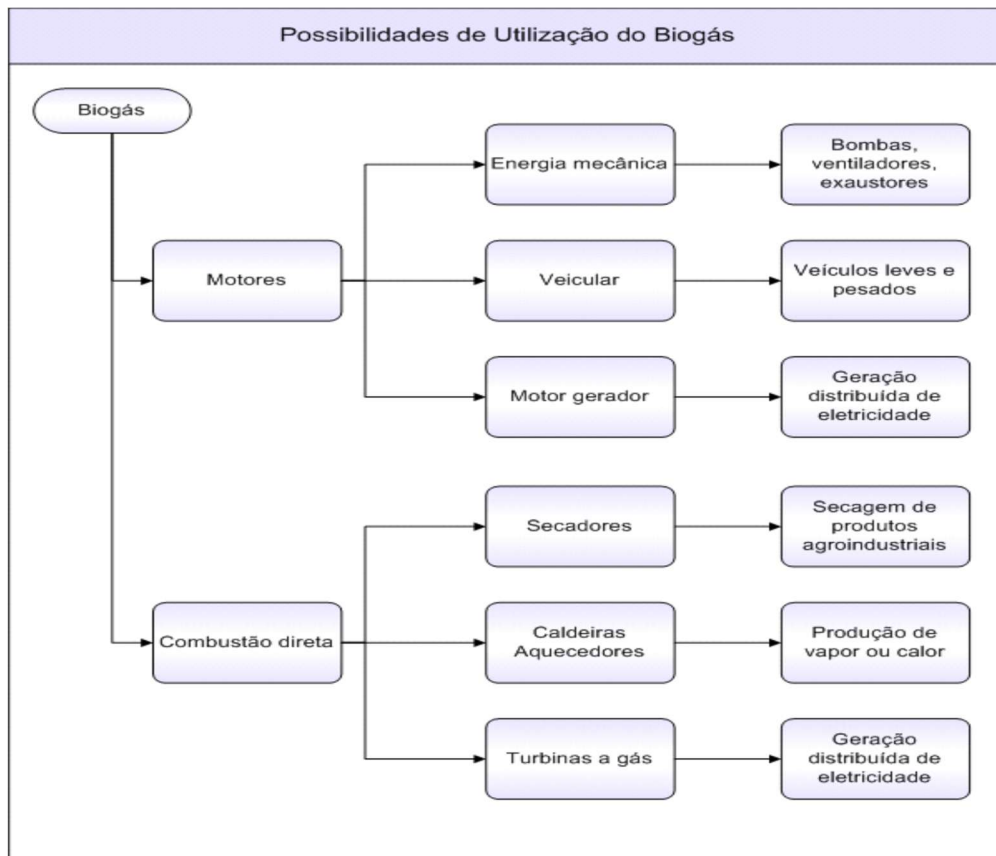 Possibilidades de Utilização do Biogás
Biogás
Motores
Energia mecânica
Bombas,
ventiladores,
exaustores
Veicular
Veículos leves e
pesados
Motor gerador
Geração
distribuída de
eletricidade
Combustão direta
Secadores
Secagem de
produtos
agroindustriais
Caldeiras
Aquecedores
Produção de
vapor ou calor
Turbinas a gás
Geração
distribuída de
eletricidade